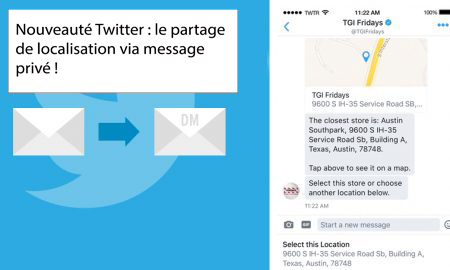 Nouveauté Twitter : le partage
de localisation via message
privé !
DM
TWTR 11:22 AM 100%
TGI Fridays
@TGIFridays
TGI Fridays
9600 S IH-35 Service Road SB,...
The closest store is: Austin
Southpark, 9600 S IH-35
Service Road Sb, Building A,
Texas, Austin, 78748.
Tap above to see it on a map.
Select this store or choose
another location below.
11:22 AM
GIF Start a new message
Select this Location
9600 S IH-35 Service Road Sb, Building A,
Texas, Austin, 78748